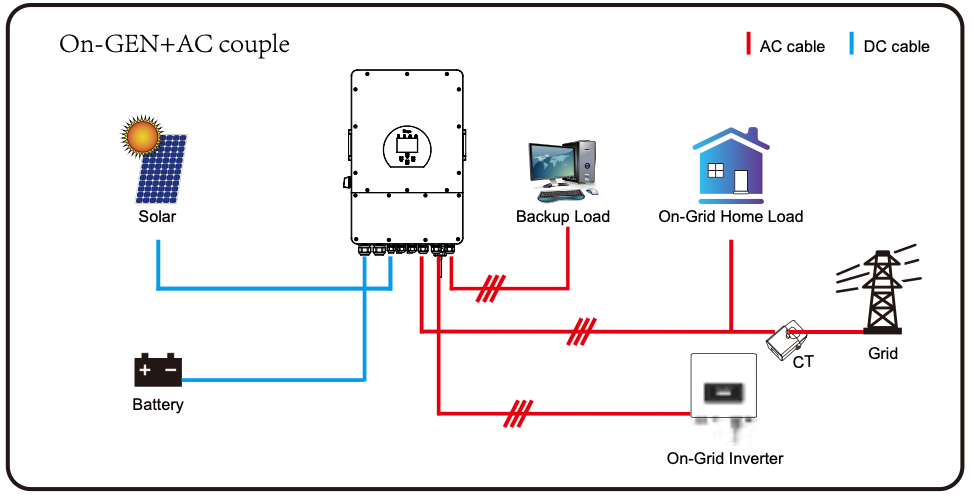 On-GEN+AC couple
AC cable
DC cable
Solar
Backup Load
On-Grid Home Load
Grid
CT
Battery
On-Grid Inverter